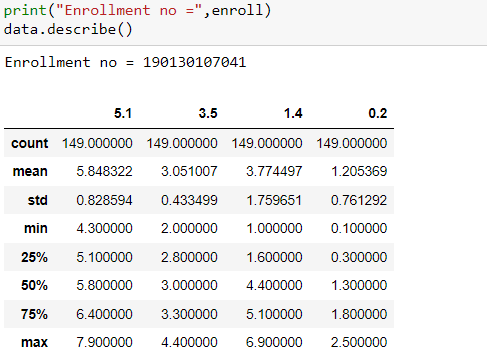 print("Enrollment no =",enroll)
data.describe()
Enrollment no = 190130107041
5.1 3.5 1.4 0.2
count 149.000000 149.000000 149.000000 149.000000
mean 5.848322 3.051007 3.774497 1.205369
std 0.828594 0.433499 1.759651 0.761292
min 4.300000 2.000000 1.000000 0.100000
25% 5.100000 2.800000 1.600000 0.300000
50% 5.800000 3.000000 4.400000 1.300000
75% 6.400000 3.300000 5.100000 1.800000
max 7.900000 4.400000 6.900000 2.500000